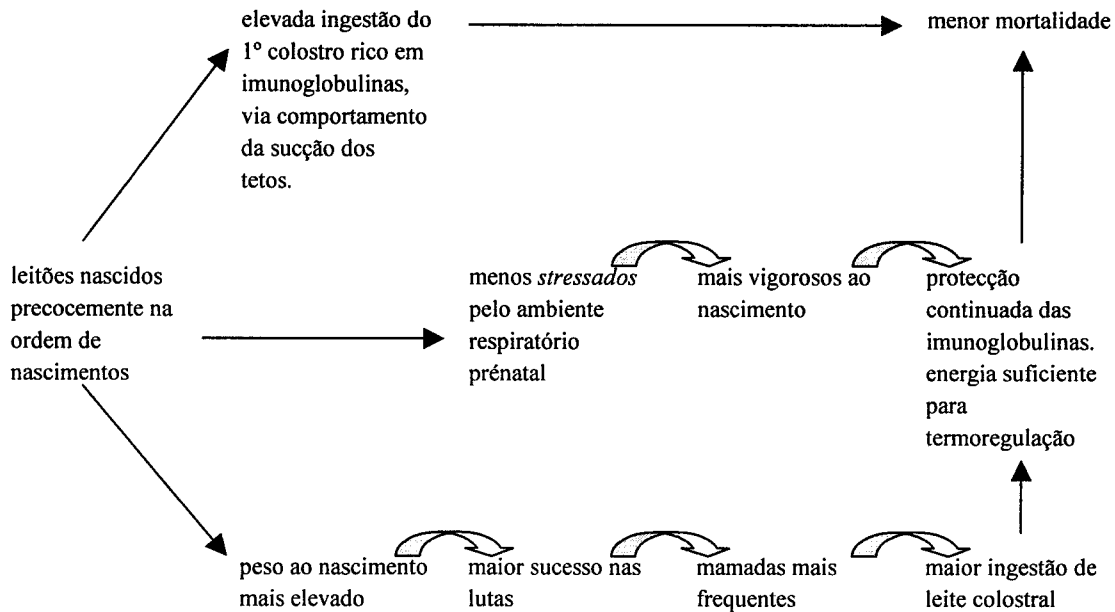 elevada ingestão do
1º colostro rico em
imunoglobulinas,
via comportamento
da sucção dos
tetos.
menor mortalidade
leitões nascidos
precocemente na
ordem de
nascimentos
menos stressados
pelo ambiente
respiratório
prénatal
mais vigorosos ao
nascimento
protecção
continuada das
imunoglobulinas.
energia suficiente
para
termoregulação
peso ao nascimento
mais elevado
maior sucesso nas
lutas
mamadas mais
frequentes
maior ingestão de
leite colostral